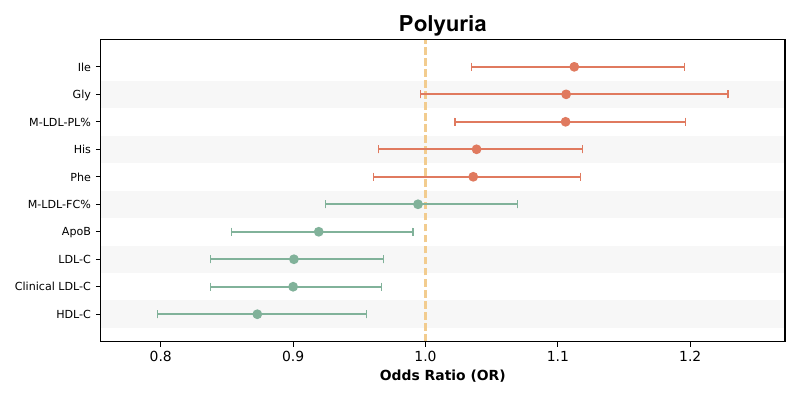 Polyuria
Ile
Gly
M-LDL-PL%
His
Phe
M-LDL-FC%
ApoB
LDL-C
Clinical LDL-C
HDL-C
0.8 0.9 1.0 1.1 1.2
Odds Ratio (OR)